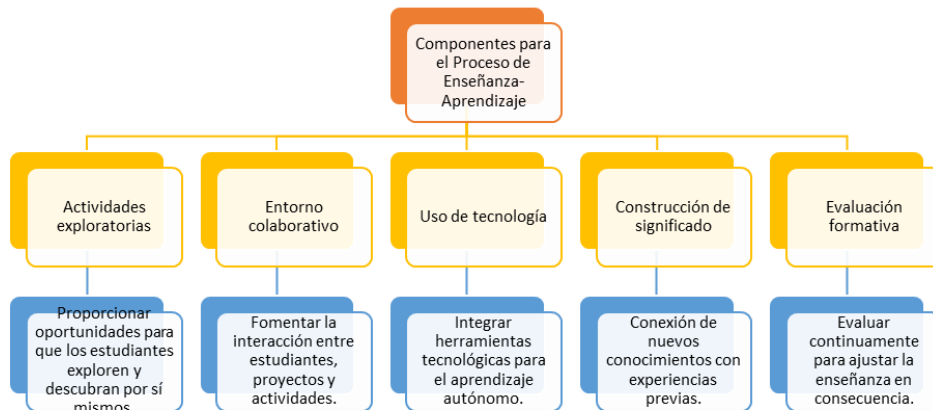 Componentes para
el Proceso de
Enseñanza-
Aprendizaje
Actividades
exploratorias
Entorno
colaborativo
Uso de tecnología
Construcción de
significado
Evaluación
formativa
Proporcionar
oportunidades para
que los estudiantes
exploren y
descubran por sí
mismos.
Fomentar la
interacción entre
estudiantes,
proyectos y
actividades.
Integrar
herramientas
tecnológicas para
el aprendizaje
autónomo.
Conexión de
nuevos
conocimientos con
experiencias
previas.
Evaluar
continuamente
para ajustar la
enseñanza en
consecuencia.